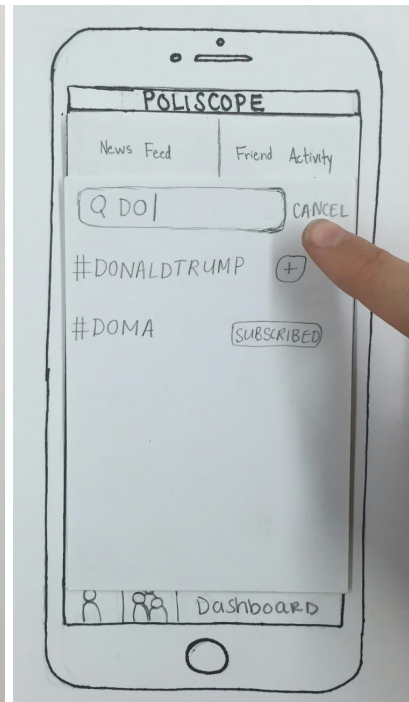 POLISCOPE
News Feed Friend Activity
DO CANCEL
#DONALDTRUMP +
#DOMA SUBSCRIBED
Dashboard